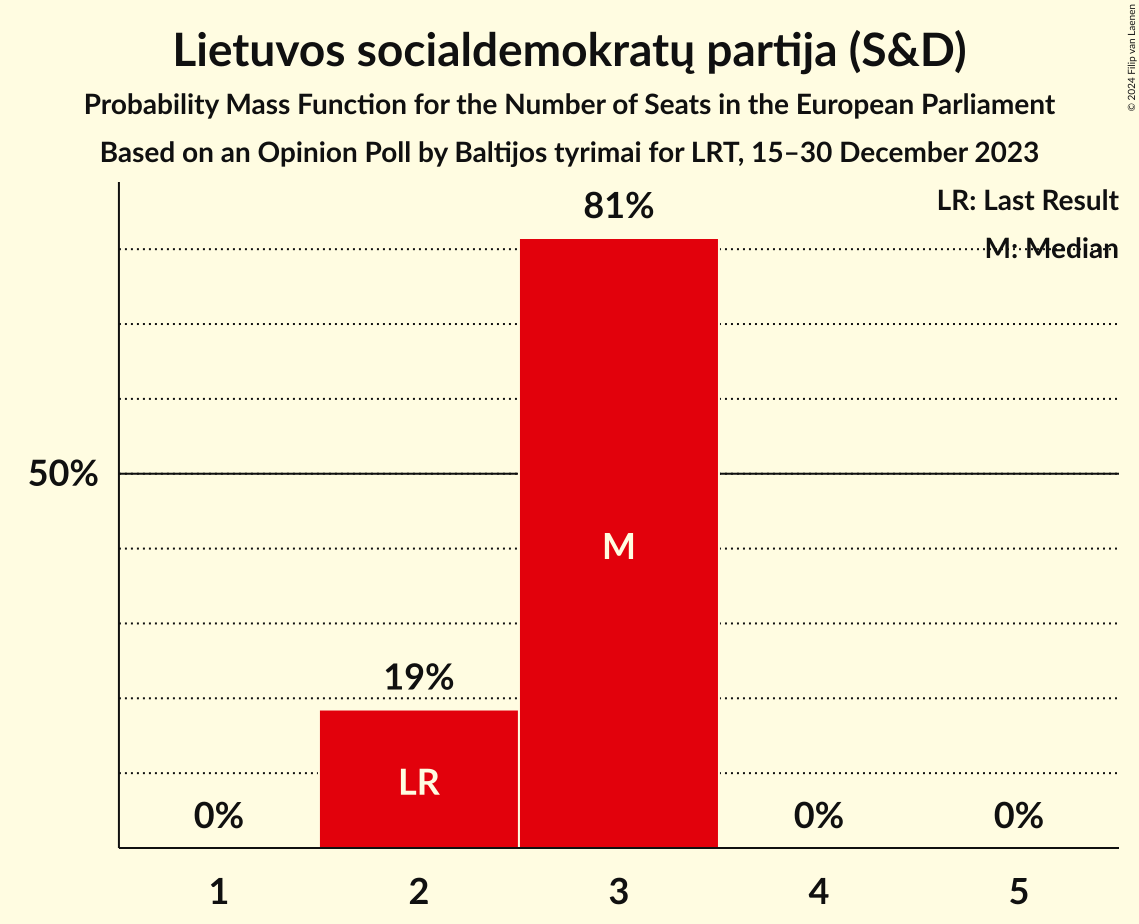 Lietuvos socialdemokratų partija (S&D)
Probability Mass Function for the Number of Seats in the European Parliament
Based on an Opinion Poll by Baltijos tyrimai for LRT, 15–30 December 2023
© 2024 Filip van Laenen
LR: Last Result
M: Median
81%
50%
M
19%
LR
0%
0%
0%
1
2
3
4
5